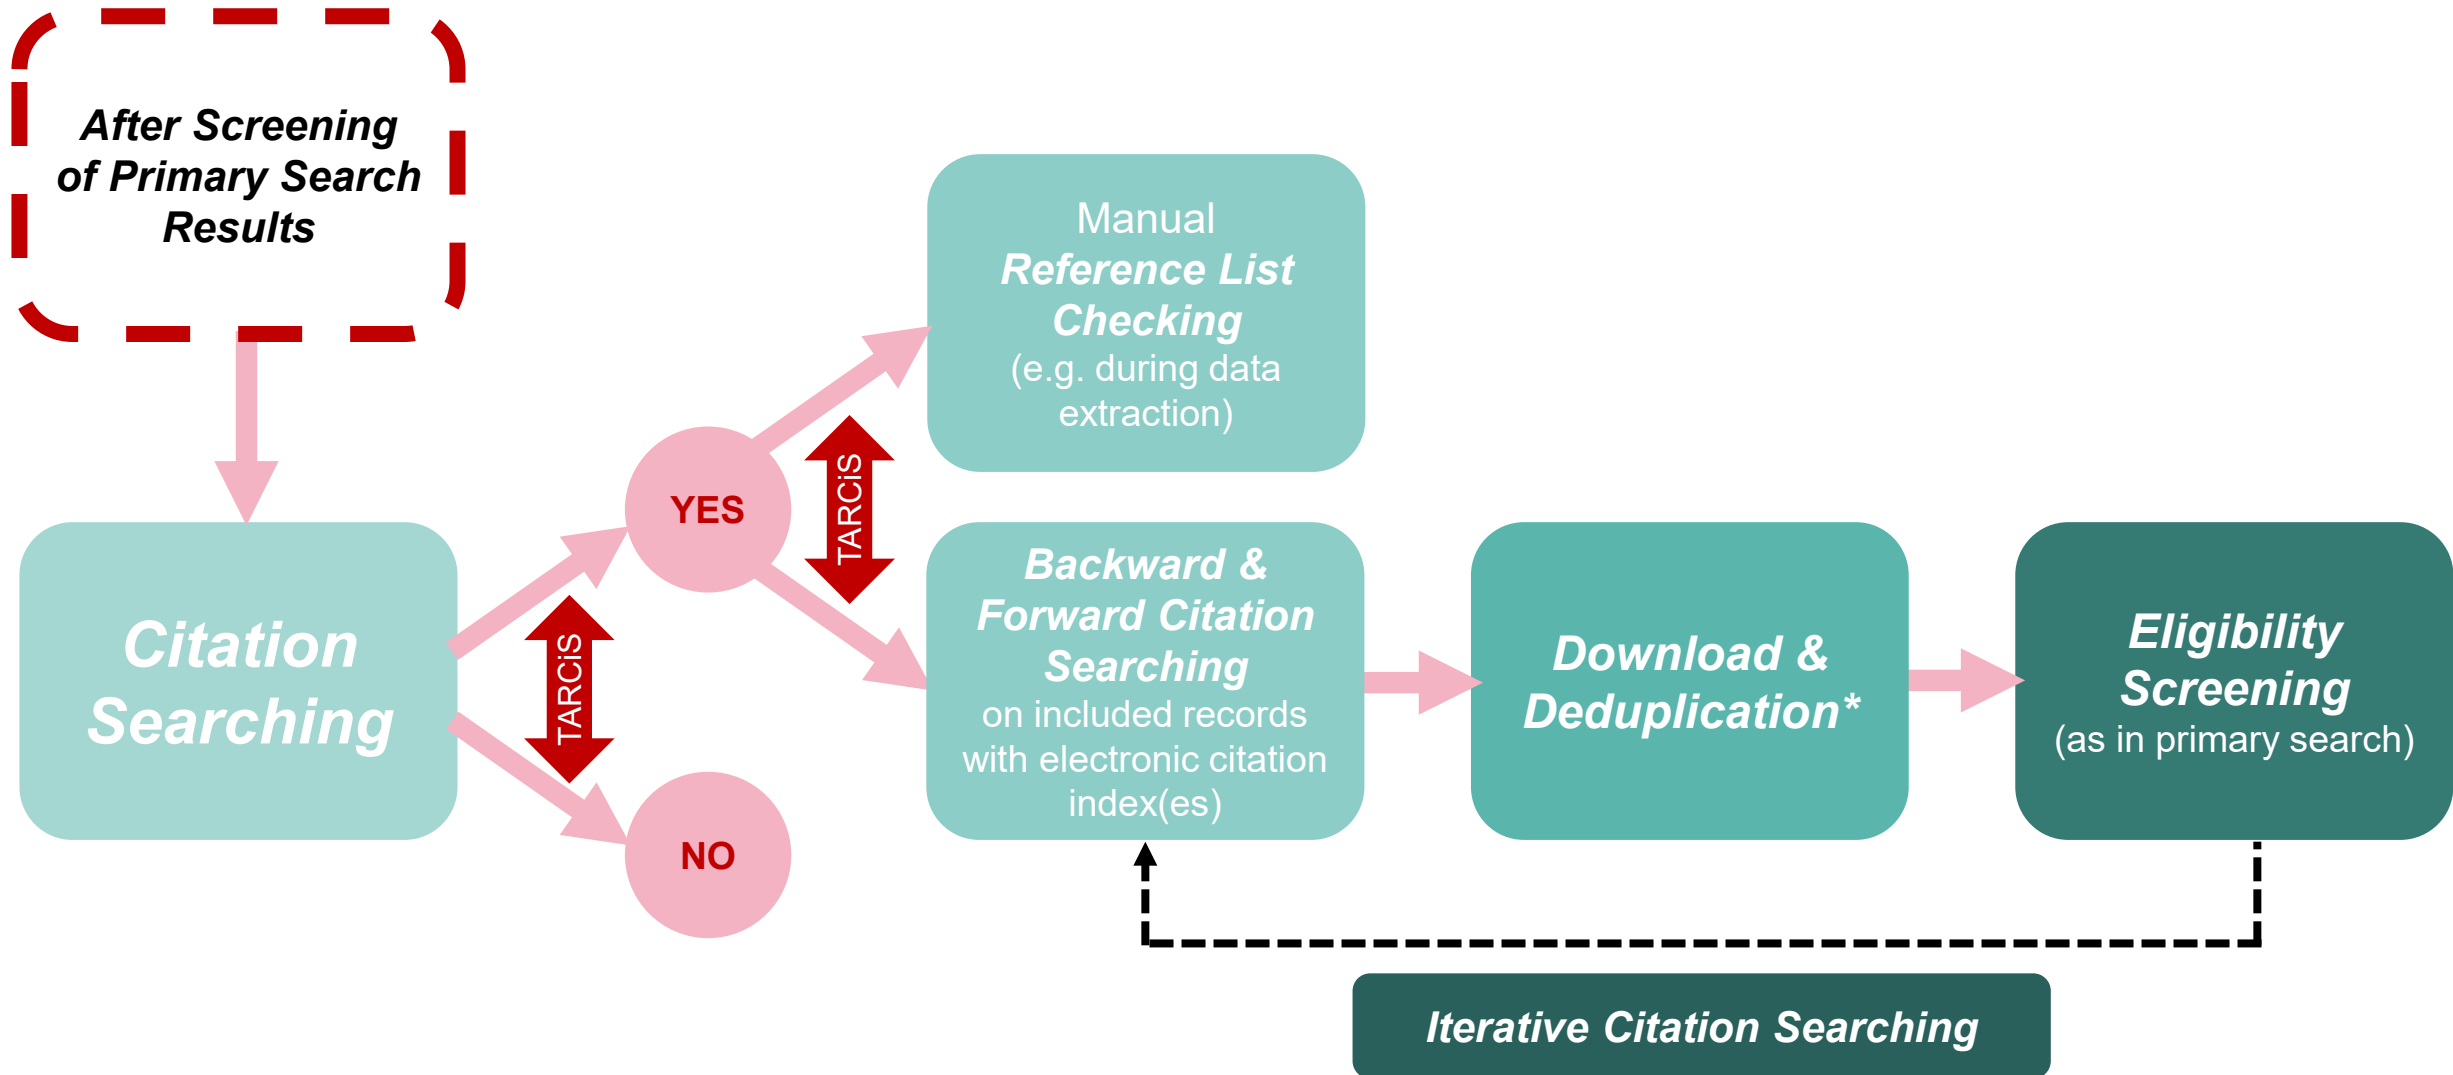 After Screening
of Primary Search
Results
Citation
Searching
TARCiS
YES
NO
TARCiS
Manual
Reference List
Checking
(e.g. during data
extraction)
Backward &
Forward Citation
Searching
on included records
with electronic citation
index(es)
Download &
Deduplication*
Eligibility
Screening
(as in primary search)
Iterative Citation Searching